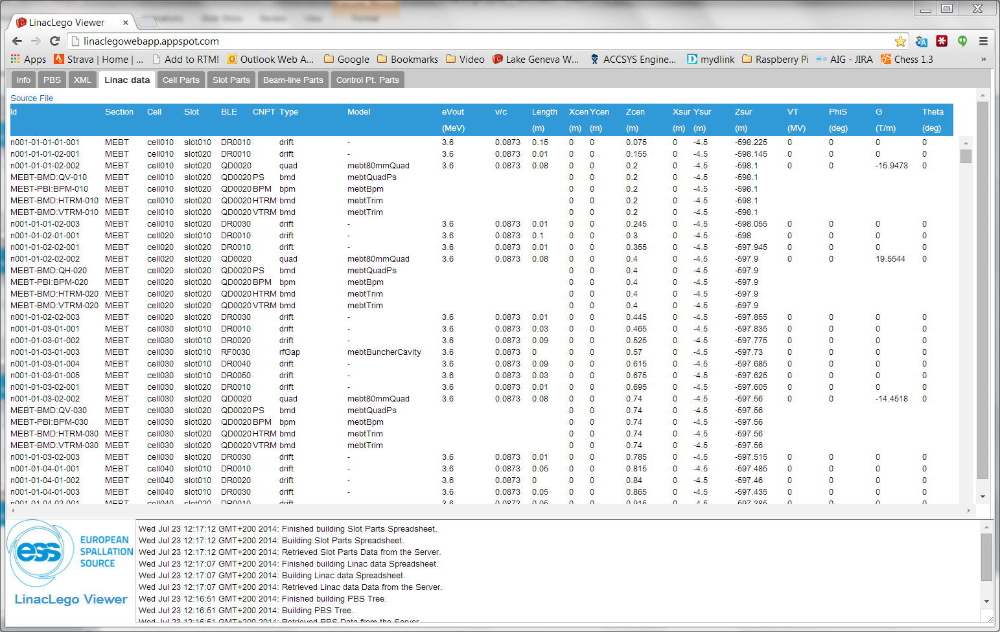 LinacLego Viewer
linaclegowebapp.appspot.com
Apps Strava | Home | ... Add to RTM! Outlook Web A... Google Bookmarks Video Lake Geneva W... ACCSYS Engine... mydlink Raspberry Pi AIG - JIRA Chess 1.3 »
Info PBS XML Linac data Cell Parts Slot Parts Beam-line Parts Control Pt. Parts
Source File
Id Section Cell Slot BLE CNPT Type Model eVout v/c Length Xcen Ycen Zcen Xsur Ysur Zsur VT PhiS G Theta
(MeV) (m) (m) (m) (m) (m) (m) (m) (MV) (deg) (T/m) (deg)
n001-01-01-01-001 MEBT cell010 slot010 DR0010 drift - 3.6 0.0873 0.15 0 0 0.075 0 -4.5 -598.225 0 0 0 0
n001-01-01-02-001 MEBT cell010 slot020 DR0010 drift - 3.6 0.0873 0.01 0 0 0.155 0 -4.5 -598.145 0 0 0 0
n001-01-01-02-002 MEBT cell010 slot020 QD0020 quad mebt80mmQuad 3.6 0.0873 0.08 0 0 0.2 0 -4.5 -598.1 0 0 -15.9473 0
MEBT-BMD:QV-010 MEBT cell010 slot020 QD0020 PS bmd mebtQuadPs 0 0 0.2 0 -4.5 -598.1
MEBT-PBI:BPM-010 MEBT cell010 slot020 QD0020 BPM bpm mebtBpm 0 0 0.2 0 -4.5 -598.1
MEBT-BMD:HTRM-010 MEBT cell010 slot020 QD0020 HTRM bmd mebtTrim 0 0 0.2 0 -4.5 -598.1
MEBT-BMD:VTRM-010 MEBT cell010 slot020 QD0020 VTRM bmd mebtTrim 0 0 0.2 0 -4.5 -598.1
n001-01-01-02-003 MEBT cell010 slot020 DR0030 drift - 3.6 0.0873 0.01 0 0 0.245 0 -4.5 -598.055 0 0 0 0
n001-01-02-01-001 MEBT cell020 slot010 DR0010 drift - 3.6 0.0873 0.1 0 0 0.3 0 -4.5 -598 0 0 0 0
n001-01-02-02-001 MEBT cell020 slot020 DR0010 drift - 3.6 0.0873 0.01 0 0 0.355 0 -4.5 -597.945 0 0 0 0
n001-01-02-02-002 MEBT cell020 slot020 QD0020 quad mebt80mmQuad 3.6 0.0873 0.08 0 0 0.4 0 -4.5 -597.9 0 0 19.5544 0
MEBT-BMD:QH-020 MEBT cell020 slot020 QD0020 PS bmd mebtQuadPs 0 0 0.4 0 -4.5 -597.9
MEBT-PBI:BPM-020 MEBT cell020 slot020 QD0020 BPM bpm mebtBpm 0 0 0.4 0 -4.5 -597.9
MEBT-BMD:HTRM-020 MEBT cell020 slot020 QD0020 HTRM bmd mebtTrim 0 0 0.4 0 -4.5 -597.9
MEBT-BMD:VTRM-020 MEBT cell020 slot020 QD0020 VTRM bmd mebtTrim 0 0 0.4 0 -4.5 -597.9
n001-01-02-02-003 MEBT cell020 slot020 DR0030 drift - 3.6 0.0873 0.01 0 0 0.445 0 -4.5 -597.855 0 0 0 0
n001-01-03-01-001 MEBT cell030 slot010 DR0010 drift - 3.6 0.0873 0.03 0 0 0.465 0 -4.5 -597.835 0 0 0 0
n001-01-03-01-002 MEBT cell030 slot010 DR0020 drift - 3.6 0.0873 0.09 0 0 0.525 0 -4.5 -597.775 0 0 0 0
n001-01-03-01-003 MEBT cell030 slot010 RF0030 rfGap mebtBuncherCavity 3.6 0.0873 0 0 0 0.57 0 -4.5 -597.73 0 0 0 0
n001-01-03-01-004 MEBT cell030 slot010 DR0040 drift - 3.6 0.0873 0.09 0 0 0.615 0 -4.5 -597.685 0 0 0 0
n001-01-03-01-005 MEBT cell030 slot010 DR0050 drift - 3.6 0.0873 0.03 0 0 0.675 0 -4.5 -597.625 0 0 0 0
n001-01-03-02-001 MEBT cell030 slot020 DR0010 drift - 3.6 0.0873 0.01 0 0 0.695 0 -4.5 -597.605 0 0 0 0
n001-01-03-02-002 MEBT cell030 slot020 QD0020 quad mebt80mmQuad 3.6 0.0873 0.08 0 0 0.74 0 -4.5 -597.56 0 0 -14.4518 0
MEBT-BMD:QV-030 MEBT cell030 slot020 QD0020 PS bmd mebtQuadPs 0 0 0.74 0 -4.5 -597.56
MEBT-PBI:BPM-030 MEBT cell030 slot020 QD0020 BPM bpm mebtBpm 0 0 0.74 0 -4.5 -597.56
MEBT-BMD:HTRM-030 MEBT cell030 slot020 QD0020 HTRM bmd mebtTrim 0 0 0.74 0 -4.5 -597.56
MEBT-BMD:VTRM-030 MEBT cell030 slot020 QD0020 VTRM bmd mebtTrim 0 0 0.74 0 -4.5 -597.56
n001-01-03-02-003 MEBT cell030 slot020 DR0030 drift - 3.6 0.0873 0.01 0 0 0.785 0 -4.5 -597.515 0 0 0 0
n001-01-04-01-001 MEBT cell040 slot010 DR0010 drift - 3.6 0.0873 0.05 0 0 0.815 0 -4.5 -597.485 0 0 0 0
n001-01-04-01-002 MEBT cell040 slot010 DR0020 drift - 3.6 0.0873 0 0 0 0.84 0 -4.5 -597.46 0 0 0 0
n001-01-04-01-003 MEBT cell040 slot010 DR0030 drift - 3.6 0.0873 0.05 0 0 0.865 0 -4.5 -597.435 0 0 0 0
n001-01-04-02-001 MEBT cell040 slot020 DR0010 drift - 3.6 0.0873 0.05 0 0 0.915 0 -4.5 -597.385 0 0 0 0
ess
EUROPEAN
SPALLATION
SOURCE
LinacLego Viewer
Wed Jul 23 12:17:12 GMT+200 2014: Finished building Slot Parts Spreadsheet.
Wed Jul 23 12:17:12 GMT+200 2014: Building Slot Parts Spreadsheet.
Wed Jul 23 12:17:12 GMT+200 2014: Retrieved Slot Parts Data from the Server.
Wed Jul 23 12:17:07 GMT+200 2014: Finished building Linac data Spreadsheet.
Wed Jul 23 12:17:07 GMT+200 2014: Building Linac data Spreadsheet.
Wed Jul 23 12:17:07 GMT+200 2014: Retrieved Linac data Data from the Server.
Wed Jul 23 12:16:51 GMT+200 2014: Finished building PBS Tree.
Wed Jul 23 12:16:51 GMT+200 2014: Building PBS Tree.
Wed Jul 23 12:16:51 GMT+200 2014: Retrieved PBS Data from the Server.